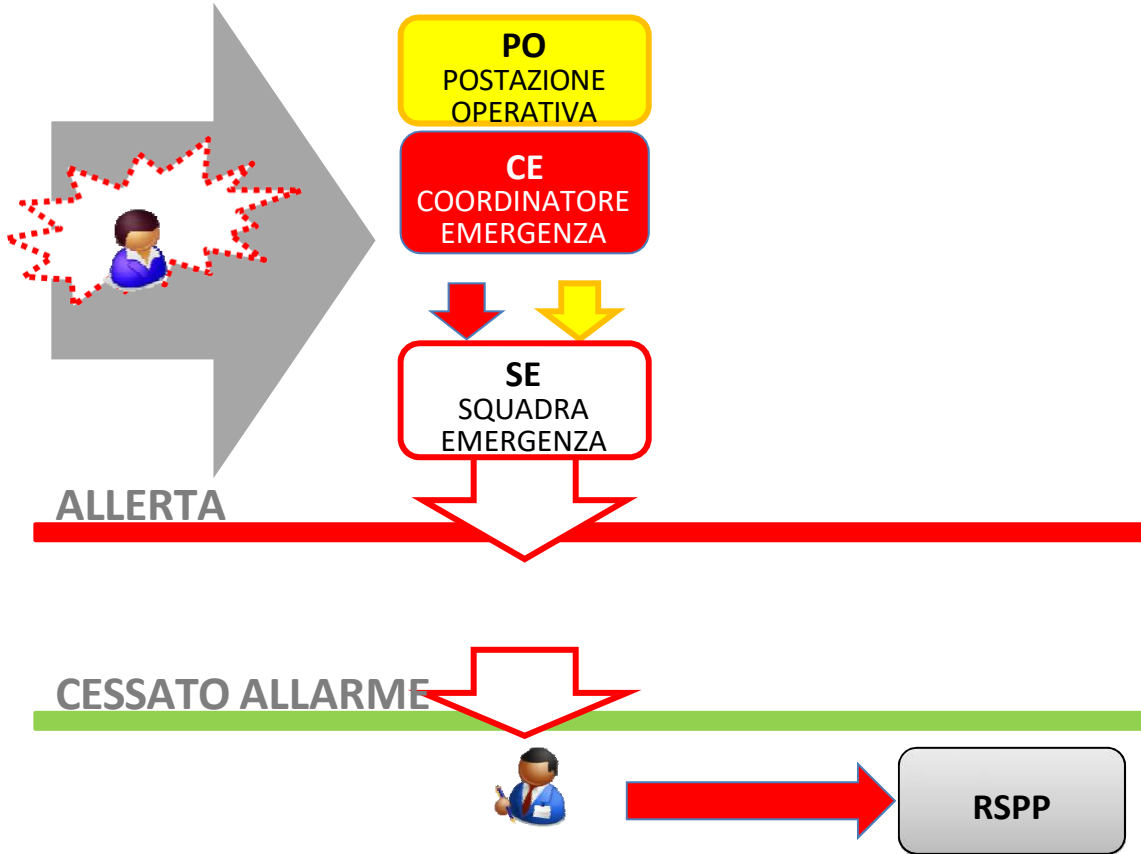 PO
POSTAZIONE
OPERATIVA
CE
COORDINATORE
EMERGENZA
SE
SQUADRA
EMERGENZA
ALLERTA
CESSATO ALLARME
RSPP